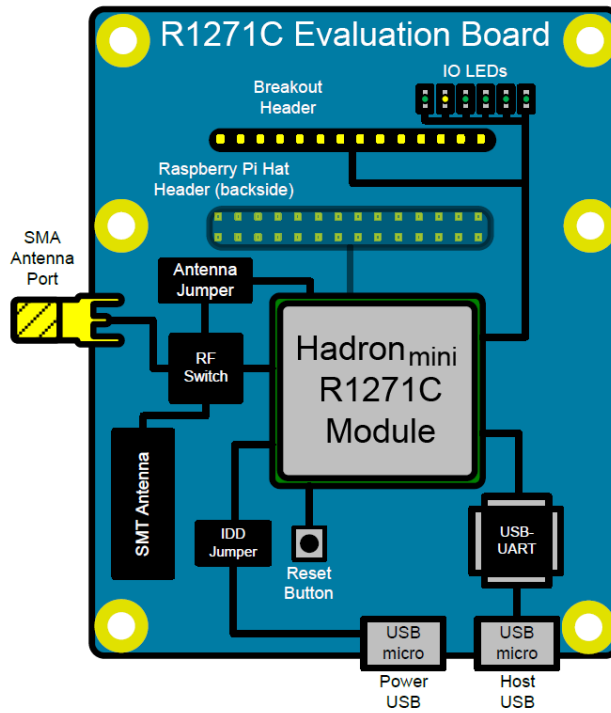 R1271C Evaluation Board
IO LEDs
Breakout
Header
Raspberry Pi Hat
Header (backside)
SMA
Antenna
Port
Antenna
Jumper
RF
Switch
Hadron mini
R1271C
Module
SMT Antenna
IDD
Jumper
Reset
Button
USB-
UART
USB
micro
Power
USB
USB
micro
Host
USB